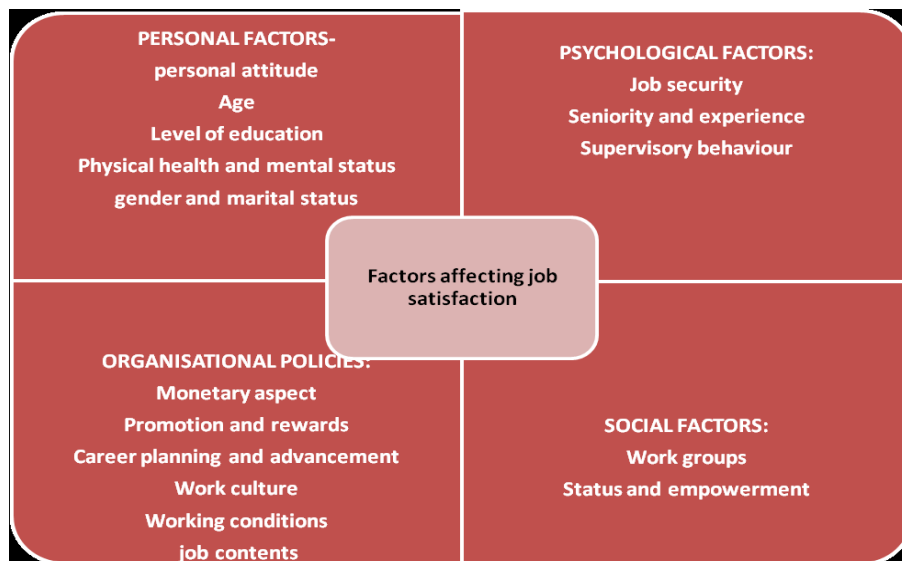 PERSONAL FACTORS-
personal attitude
Age
Level of education
Physical health and mental status
gender and marital status
PSYCHOLOGICAL FACTORS:
Job security
Seniority and experience
Supervisory behaviour
Factors affecting job
satisfaction
ORGANISATIONAL POLICIES:
Monetary aspect
Promotion and rewards
Career planning and advancement
Work culture
Working conditions
job contents
SOCIAL FACTORS:
Work groups
Status and empowerment